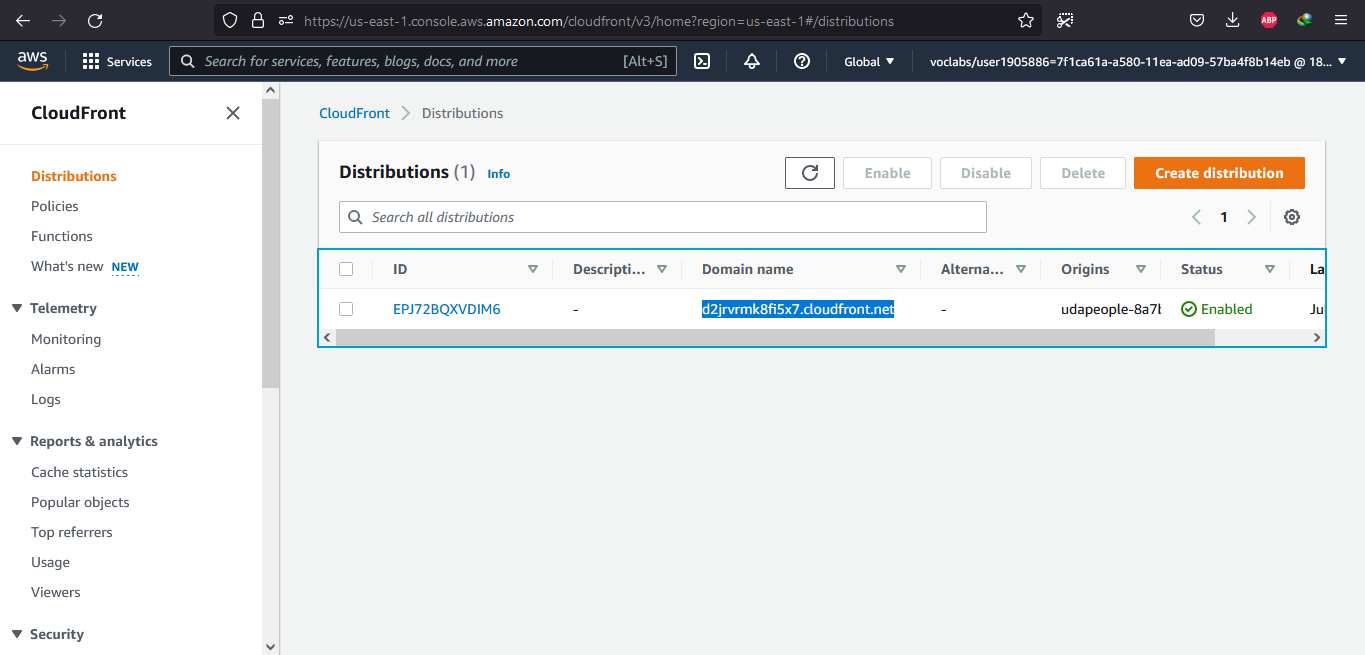 https://us-east-1.console.aws.amazon.com/cloudfront/v3/home?region=us-east-1#/distributions
ABP
aws
Services
Search for services, features, blogs, docs, and more
[Alt+S]
Global
voclabs/user1905886=7f1ca61a-a580-11ea-ad09-57ba4f8b14eb @ 18...
CloudFront
Distributions
Policies
Functions
What's new NEW
Telemetry
Monitoring
Alarms
Logs
Reports & analytics
Cache statistics
Popular objects
Top referrers
Usage
Viewers
Security
CloudFront
Distributions
Distributions (1) Info
Enable
Disable
Delete
Create distribution
Search all distributions
1
ID Descripti... Domain name Alterna... Origins Status La
EPJ72BQXVDIM6 - d2jrvrmk8fi5x7.cloudfront.net - udapeople-8a7b Enabled Jul